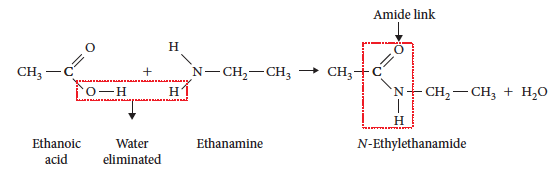 Amide link
O H O
CH₃—C + N—CH₂—CH₃ → CH₃—C
O—H H N—CH₂—CH₃ + H₂O
H
Ethanoic Water Ethanamine N-Ethylethanamide
acid eliminated